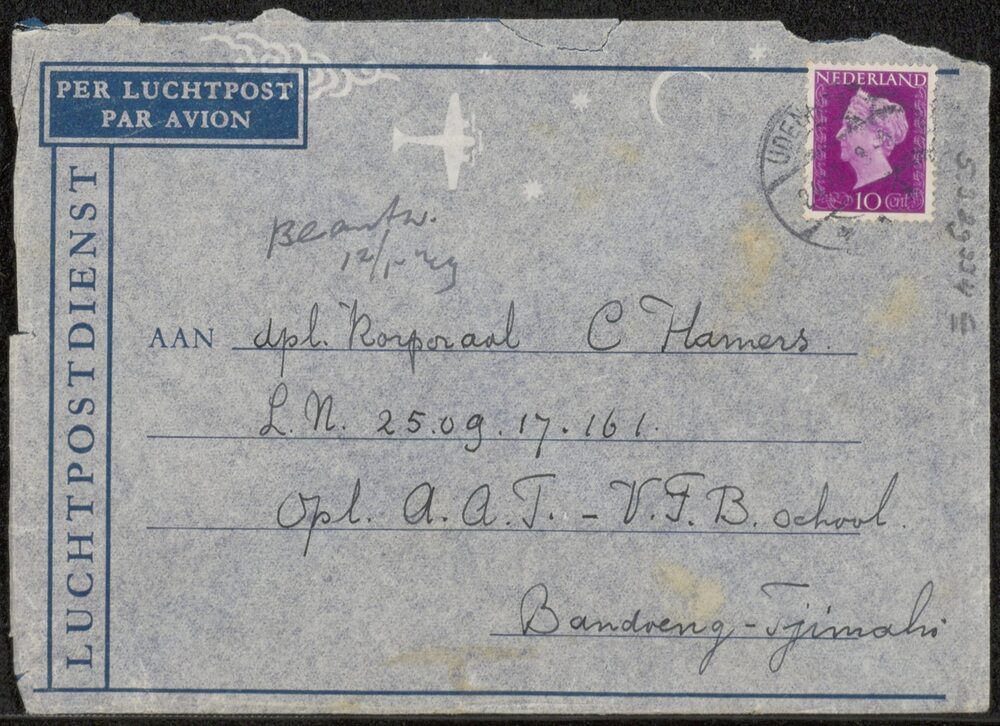 PER LUCHTPOST
PAR AVION
LUCHTPOSTDIENST
NEDERLAND
10 Cent
UDEN
Beantw.
12/1-49
AAN dpl. Korporaal C Hamers.
L.N. 25.09.17.161.
Opl. A.A.T. - V.F.B. school.
Bandoeng-Tjimahi